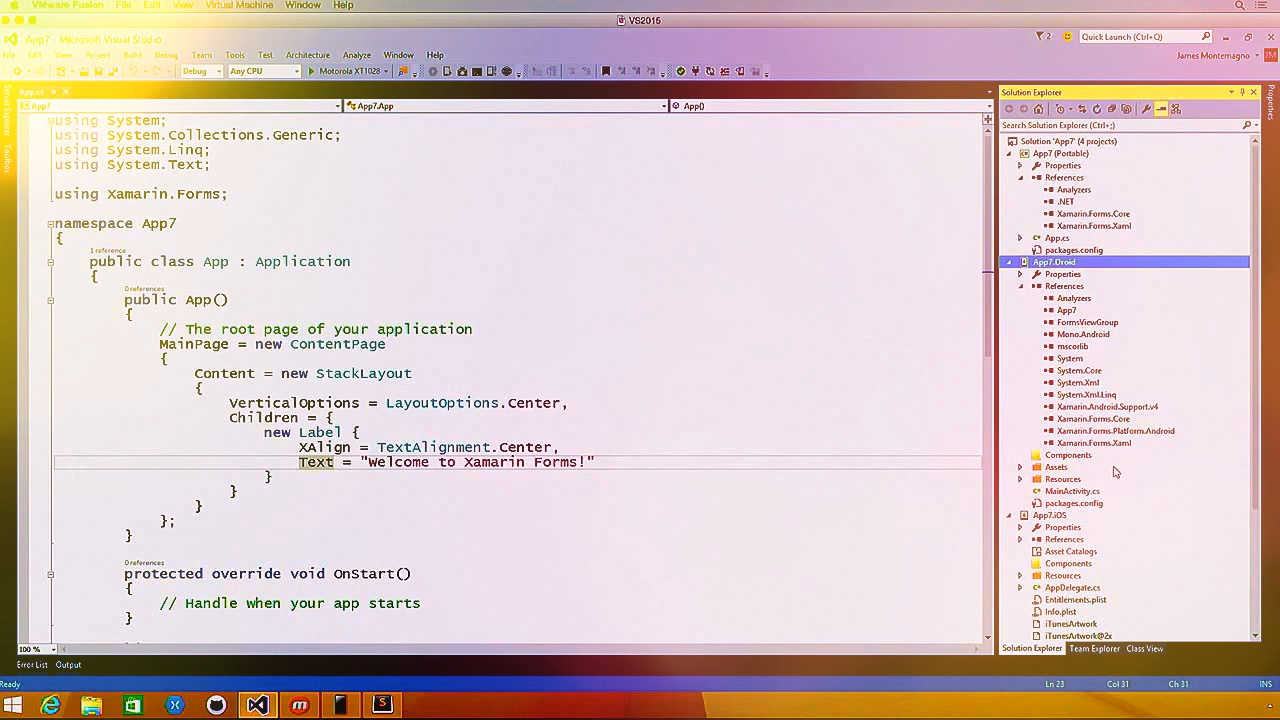 VMware Fusion File Edit View Virtual Machine Window Help
VS2015
App7 - Microsoft Visual Studio
2 Quick Launch (Ctrl+Q)
File Edit View Project Build Debug Team Tools Test Architecture Analyze Window Help
James Montemagno JM
Debug Any CPU Motorola XT1028
Server Explorer
Toolbox
App.cs
App7 App7.App App()
using System;
using System.Collections.Generic;
using System.Linq;
using System.Text;
using Xamarin.Forms;
namespace App7
{
1 reference
public class App : Application
{
0 references
public App()
{
// The root page of your application
MainPage = new ContentPage
{
Content = new StackLayout
{
VerticalOptions = LayoutOptions.Center,
Children = {
new Label {
XAlign = TextAlignment.Center,
Text = "Welcome to Xamarin Forms!"
}
}
}
};
}
0 references
protected override void OnStart()
{
// Handle when your app starts
}
100 %
Error List Output
Solution Explorer
Search Solution Explorer (Ctrl+;)
Solution 'App7' (4 projects)
App7 (Portable)
Properties
References
Analyzers
.NET
Xamarin.Forms.Core
Xamarin.Forms.Xaml
App.cs
packages.config
App7.Droid
Properties
References
Analyzers
App7
FormsViewGroup
Mono.Android
mscorlib
System
System.Core
System.Xml
System.Xml.Linq
Xamarin.Android.Support.v4
Xamarin.Forms.Core
Xamarin.Forms.Platform.Android
Xamarin.Forms.Xaml
Components
Assets
Resources
MainActivity.cs
packages.config
App7.iOS
Properties
References
Asset Catalogs
Components
Resources
AppDelegate.cs
Entitlements.plist
Info.plist
iTunesArtwork
iTunesArtwork@2x
Solution Explorer Team Explorer Class View
Properties
Ready Ln 23 Col 31 Ch 31 INS